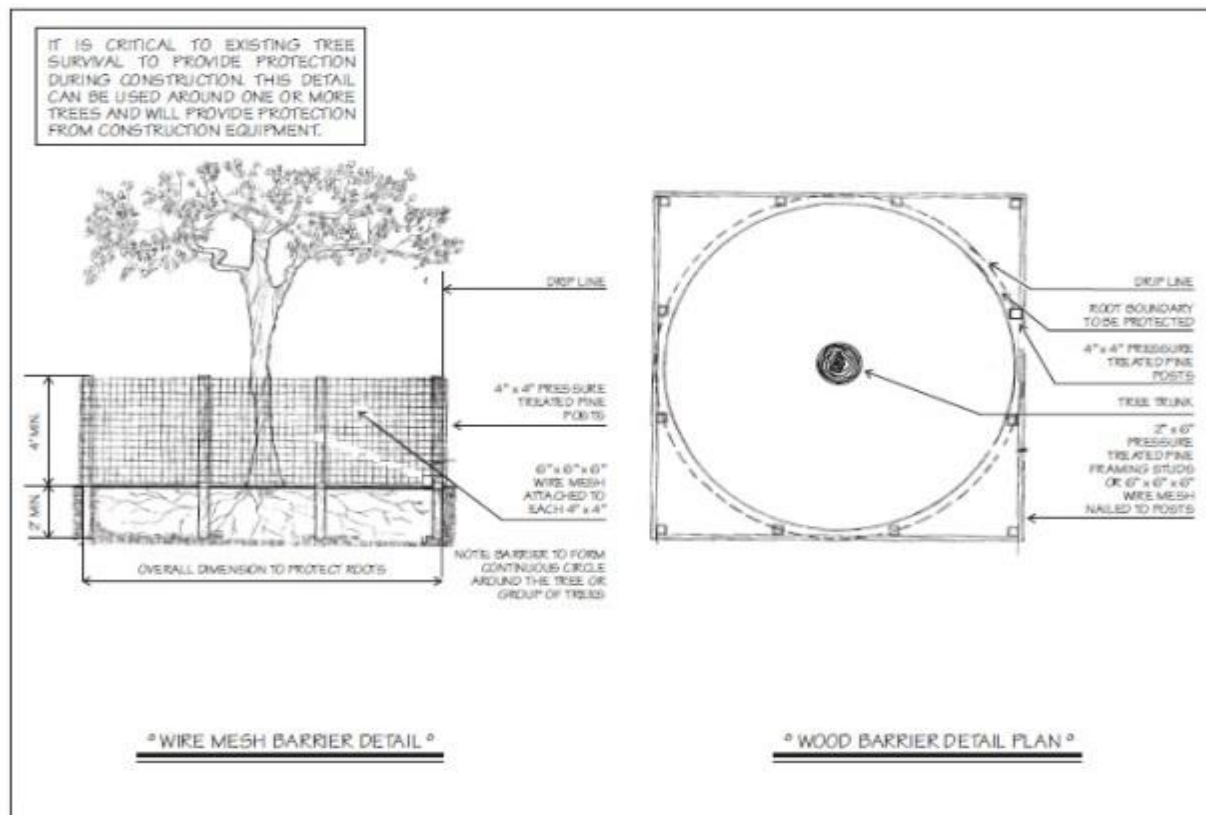 IT IS CRITICAL TO EXISTING TREE
SURVIVAL TO PROVIDE PROTECTION
DURING CONSTRUCTION. THIS DETAIL
CAN BE USED AROUND ONE OR MORE
TREES AND WILL PROVIDE PROTECTION
FROM CONSTRUCTION EQUIPMENT.
DRIP LINE
4" x 4" PRESSURE
TREATED PINE
POSTS
6" x 6" x 6"
WIRE MESH
ATTACHED TO
EACH 4" x 4"
NOTE: BARRIER TO FORM
CONTINUOUS CIRCLE
AROUND THE TREE OR
GROUP OF TREES
4' MIN.
2' MIN.
OVERALL DIMENSION TO PROTECT ROOTS
° WIRE MESH BARRIER DETAIL °
DRIP LINE
ROOT BOUNDARY
TO BE PROTECTED
4" x 4" PRESSURE
TREATED PINE
POSTS
TREE TRUNK
2" x 6"
PRESSURE
TREATED PINE
FRAMING STUDS
OR 6" x 6" x 6"
WIRE MESH
NAILED TO POSTS
° WOOD BARRIER DETAIL PLAN °